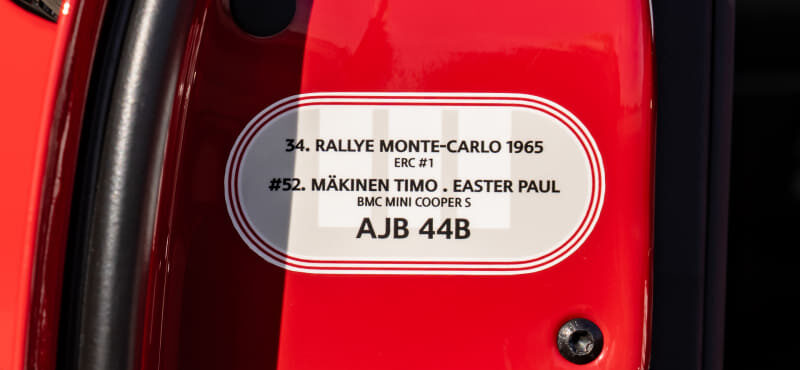 34. RALLYE MONTE-CARLO 1965
ERC #1
#52. MÄKINEN TIMO . EASTER PAUL
BMC MINI COOPER S
AJB 44B